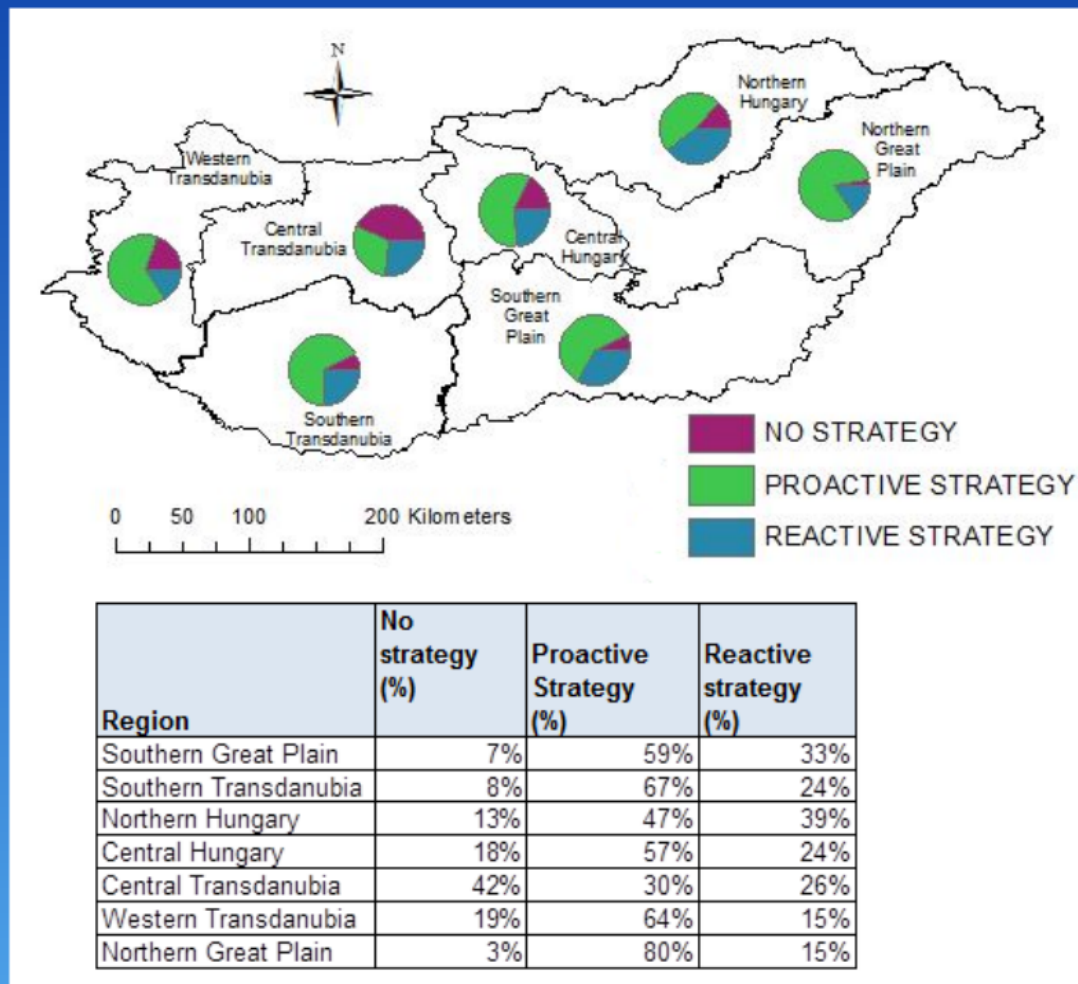 N
Northern
Hungary
Northern
Great
Plain
Western
Transdanubia
Central
Transdanubia
Central
Hungary
Southern
Great
Plain
Southern
Transdanubia
NO STRATEGY
PROACTIVE STRATEGY
REACTIVE STRATEGY
0 50 100 200 Kilometers
Region No strategy (%) Proactive Strategy (%) Reactive strategy (%)
Southern Great Plain 7% 59% 33%
Southern Transdanubia 8% 67% 24%
Northern Hungary 13% 47% 39%
Central Hungary 18% 57% 24%
Central Transdanubia 42% 30% 26%
Western Transdanubia 19% 64% 15%
Northern Great Plain 3% 80% 15%